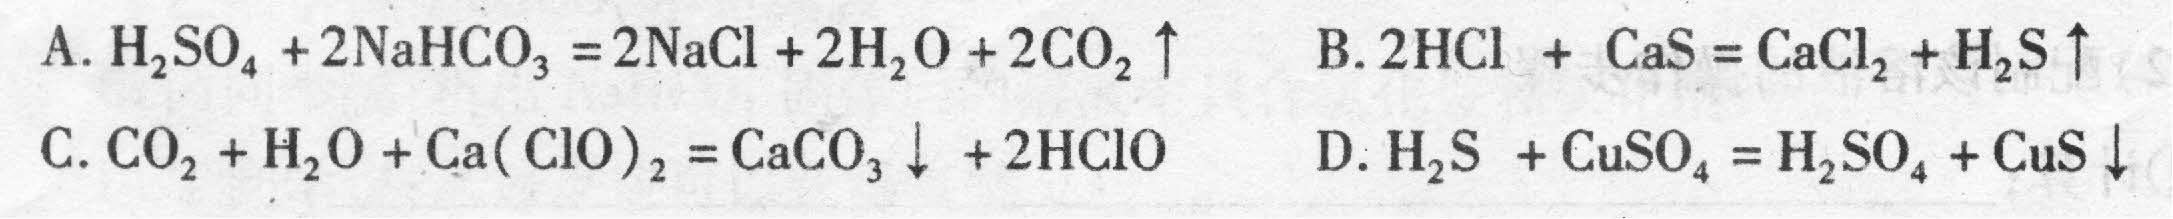 A. H₂SO₄ + 2NaHCO₃ = 2NaCl + 2H₂O + 2CO₂ ↑ B. 2HCl + CaS = CaCl₂ + H₂S ↑
C. CO₂ + H₂O + Ca(ClO)₂ = CaCO₃ ↓ + 2HClO D. H₂S + CuSO₄ = H₂SO₄ + CuS ↓